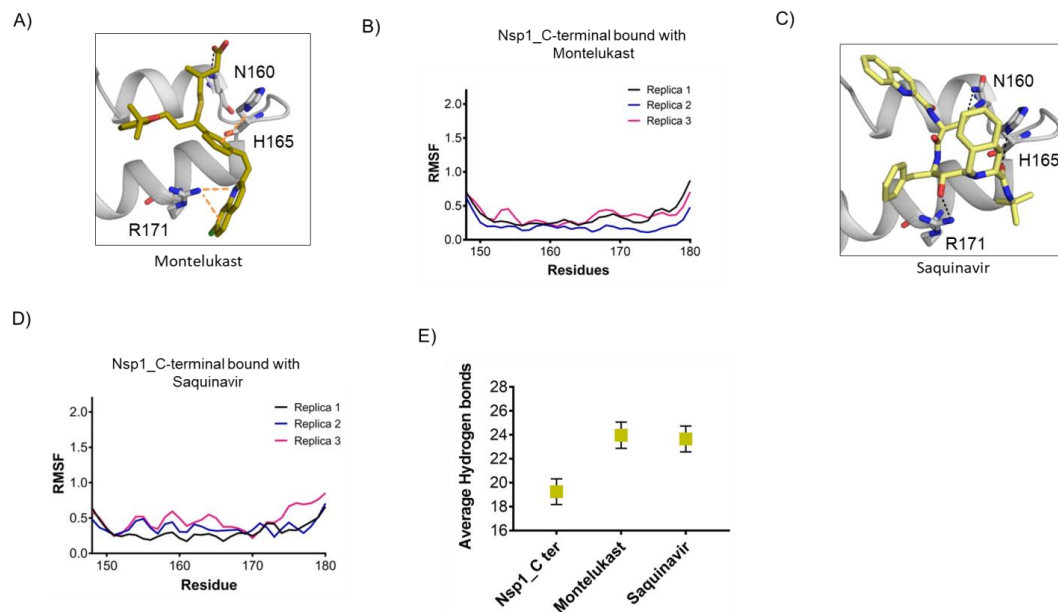 A)
N160
H165
R171
Montelukast
B)
Nsp1_C-terminal bound with
Montelukast
Replica 1
Replica 2
Replica 3
RMSF
2.0
1.5
1.0
0.5
0.0
150
160
170
180
Residues
C)
N160
H165
R171
Saquinavir
D)
Nsp1_C-terminal bound with
Saquinavir
Replica 1
Replica 2
Replica 3
RMSF
2.0
1.5
1.0
0.5
0.0
150
160
170
180
Residue
E)
Average Hydrogen bonds
28
26
24
22
20
18
16
Nsp1_C ter
Montelukast
Saquinavir